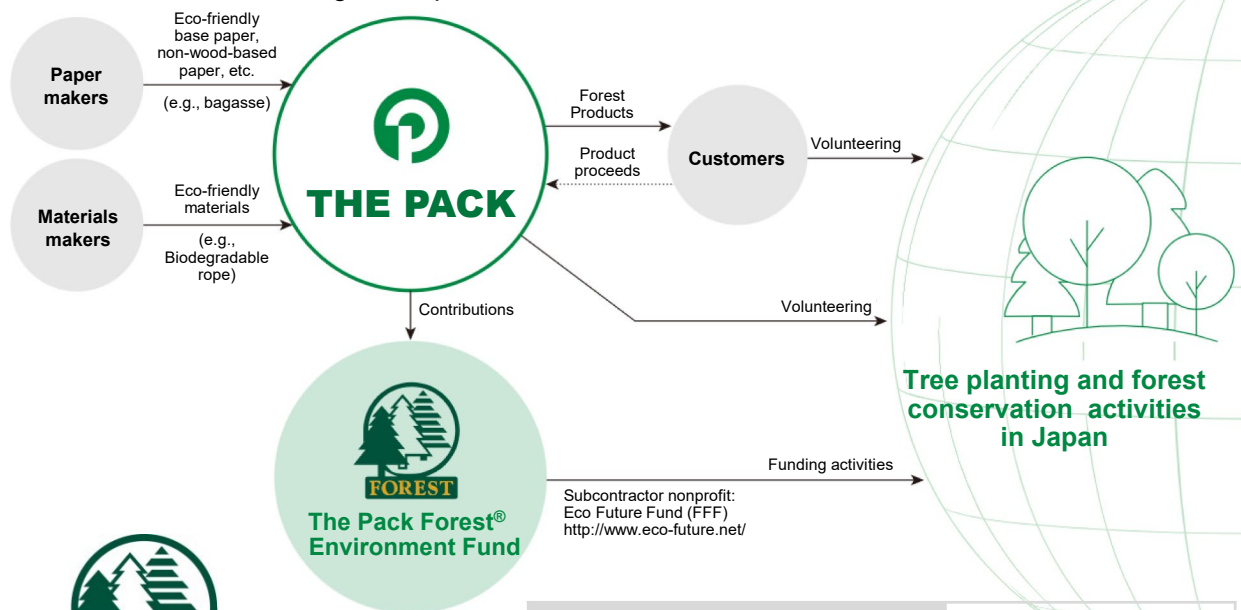 Eco-friendly
base paper,
non-wood-based
paper, etc.
(e.g., bagasse)
Paper
makers
THE PACK
Forest
Products
Product
proceeds
Customers
Volunteering
Materials
makers
Eco-friendly
materials
(e.g.,
Biodegradable
rope)
Contributions
Volunteering
Tree planting and forest
conservation activities
in Japan
FOREST
The Pack Forest®
Environment Fund
Funding activities
Subcontractor nonprofit:
Eco Future Fund (FFF)
http://www.eco-future.net/